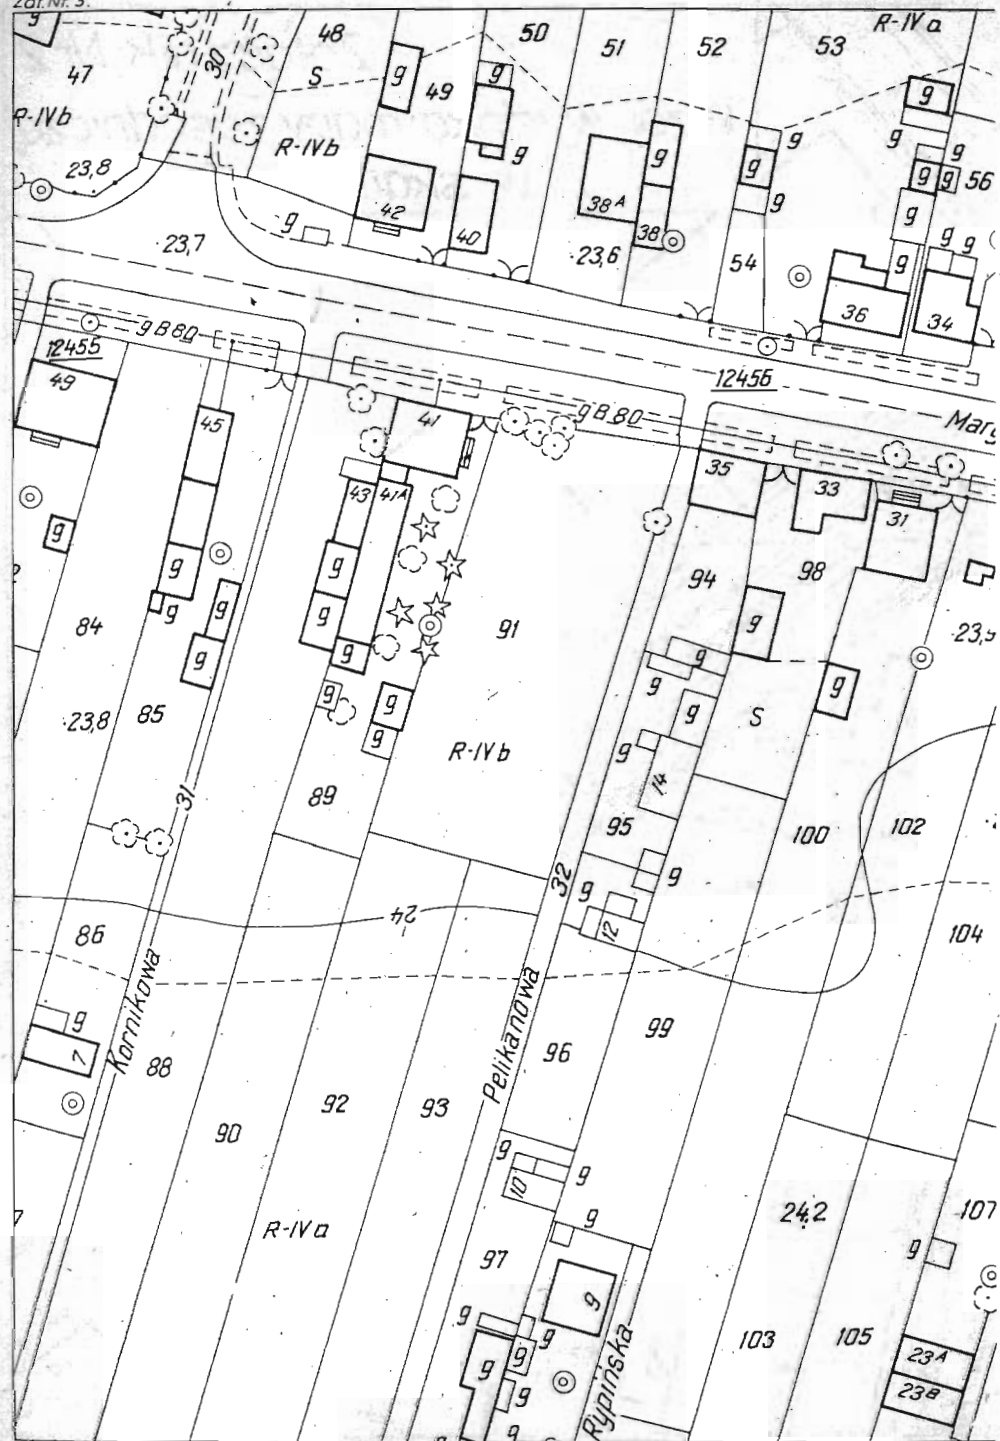 Zał. Nr. 3.
g
48
50
51
52
53
R-IVa
47
30
S
g
49
g
g
R-IVb
R-IVb
g
g
g
g
g
g
g
56
23,8
42
40
38A
38
g
g
g
g
23,7
g
23,6
54
g
36
34
g B 80
12455
49
45
41
g B 80
12456
Marg
43
41A
35
33
31
g
g
g
g
g
g
94
98
84
g
g
91
g
23,5
g
g
g
g
23,8
85
g
g
g
g
S
R-IVb
31
89
14
95
100
102
32
g
g
24
12
86
104
Kornikowa
g
7
88
Pelikanowa
96
99
92
93
90
g
10
g
R-IVa
g
24,2
107
97
g
g
g
g
g
g
g
g
Rypińska
103
105
23A
23B